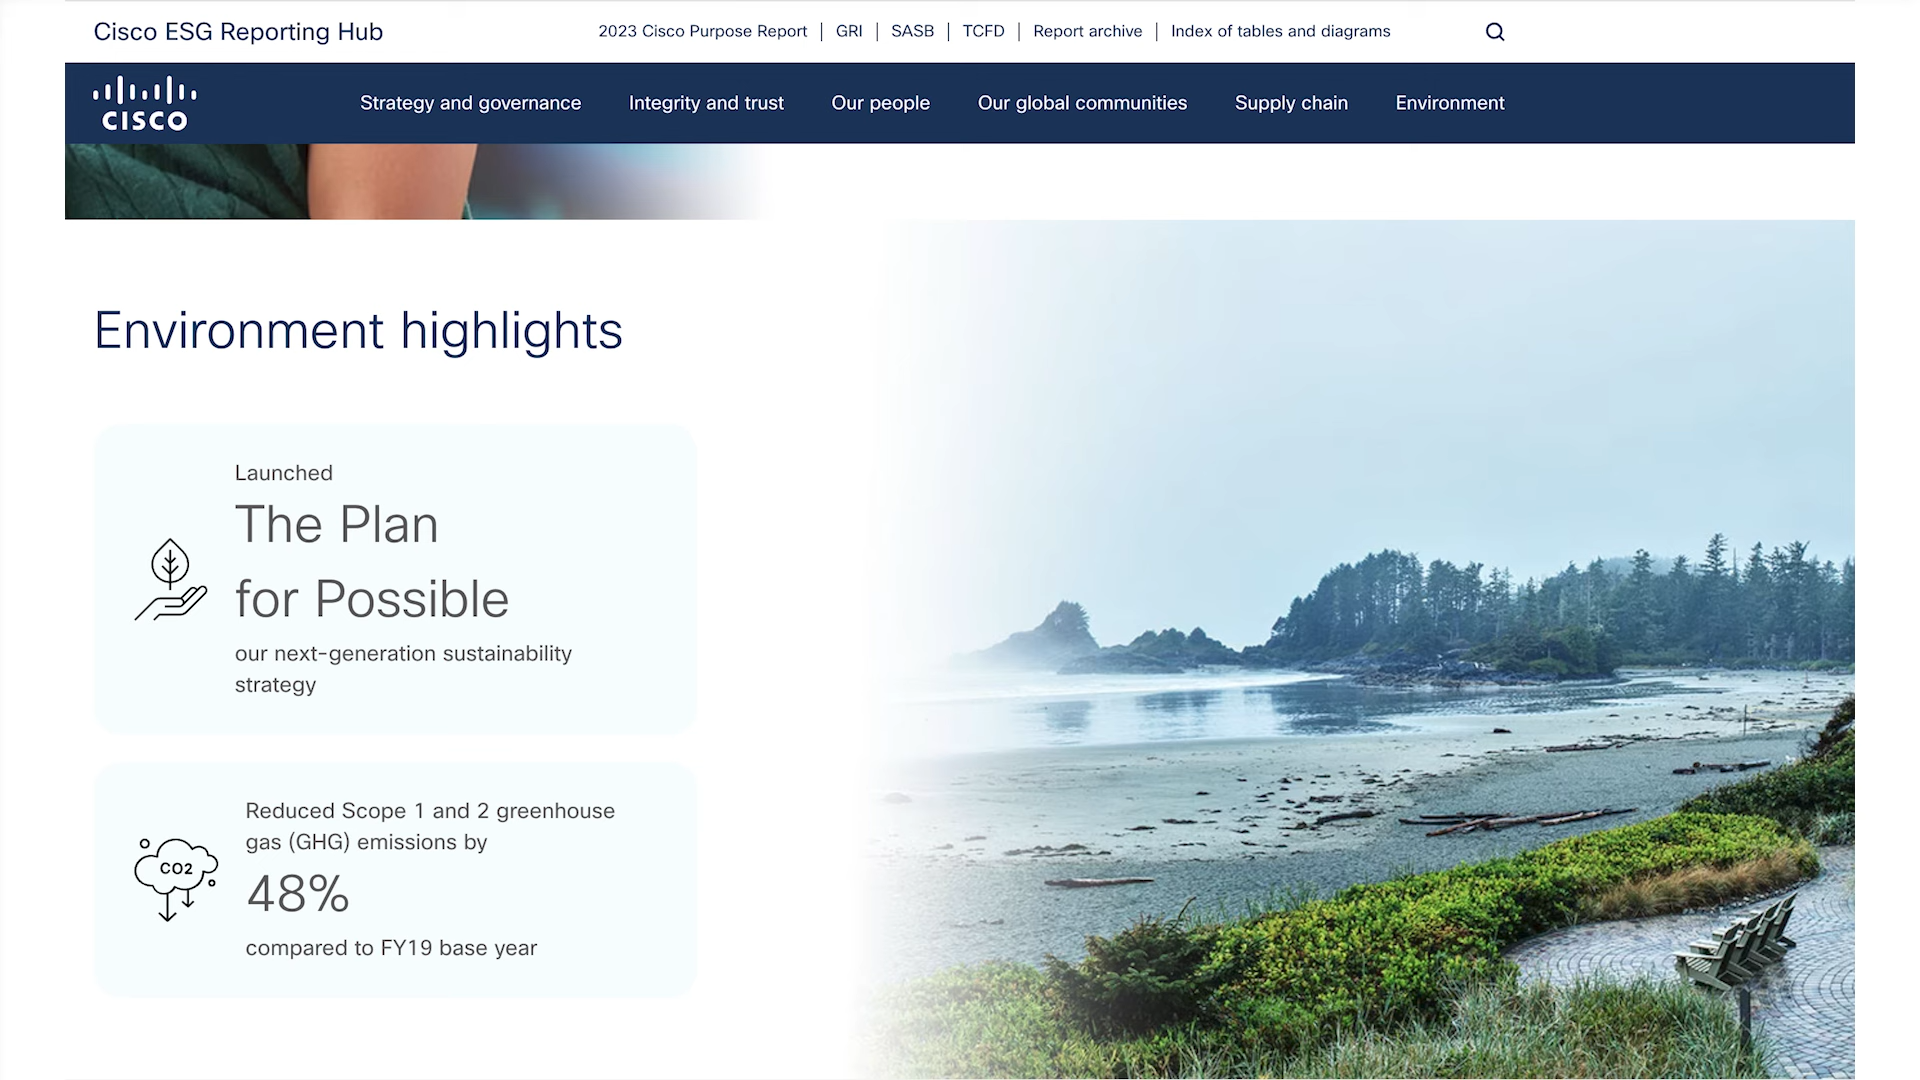 Cisco ESG Reporting Hub
2023 Cisco Purpose Report | GRI | SASB | TCFD | Report archive | Index of tables and diagrams
CISCO
Strategy and governance Integrity and trust Our people Our global communities Supply chain Environment
Environment highlights
Launched
The Plan
for Possible
our next-generation sustainability
strategy
Reduced Scope 1 and 2 greenhouse
gas (GHG) emissions by
CO2
48%
compared to FY19 base year